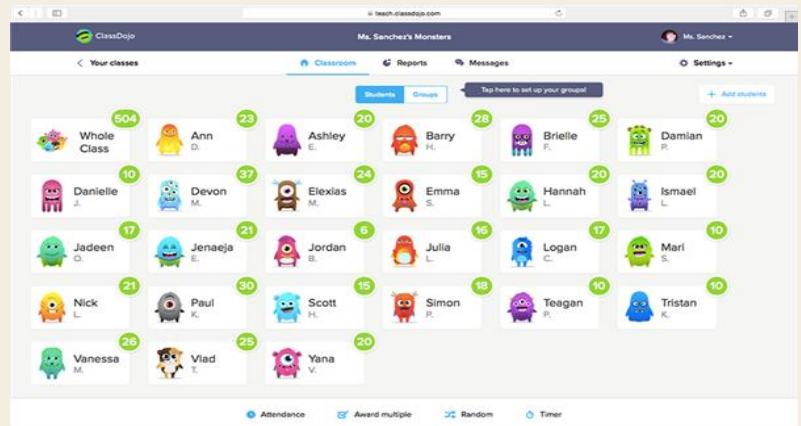 teach.classdojo.com
ClassDojo
Ms. Sanchez's Monsters
Ms. Sanchez
Your classes
Classroom
Reports
Messages
Settings
Students
Groups
Tap here to set up your groups!
+ Add students
504
Whole
Class
23
Ann
D.
20
Ashley
E.
28
Barry
H.
25
Brielle
F.
20
Damian
P.
10
Danielle
J.
37
Devon
M.
24
Elexias
M.
15
Emma
S.
20
Hannah
L.
20
Ismael
L.
17
Jadeen
O.
21
Jenaeja
E.
6
Jordan
B.
16
Julia
L.
17
Logan
C.
10
Mari
S.
21
Nick
L.
30
Paul
K.
15
Scott
H.
18
Simon
P.
10
Teagan
P.
10
Tristan
K.
26
Vanessa
M.
25
Vlad
T.
20
Yana
V.
Attendance
Award multiple
Random
Timer